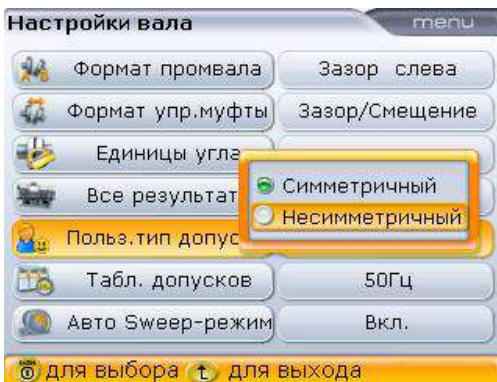 Настройки вала menu
Формат промвала Зазор слева
Формат упр.муфты Зазор/Смещение
Единицы угла
Все результат Симметричный
Несимметричный
Польз.тип допус
Табл. допусков 50Гц
Авто Sweep-режим Вкл.
для выбора для выхода